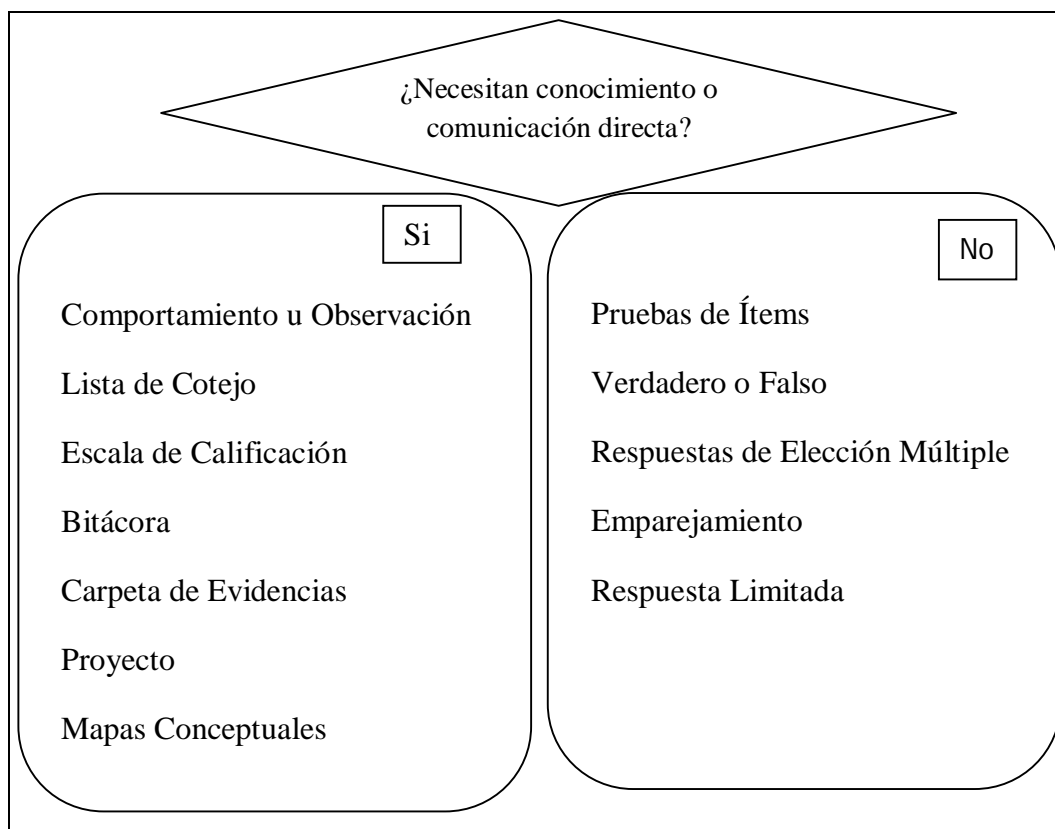 ¿Necesitan conocimiento o
comunicación directa?
Si
Comportamiento u Observación
Lista de Cotejo
Escala de Calificación
Bitácora
Carpeta de Evidencias
Proyecto
Mapas Conceptuales
No
Pruebas de Ítems
Verdadero o Falso
Respuestas de Elección Múltiple
Emparejamiento
Respuesta Limitada